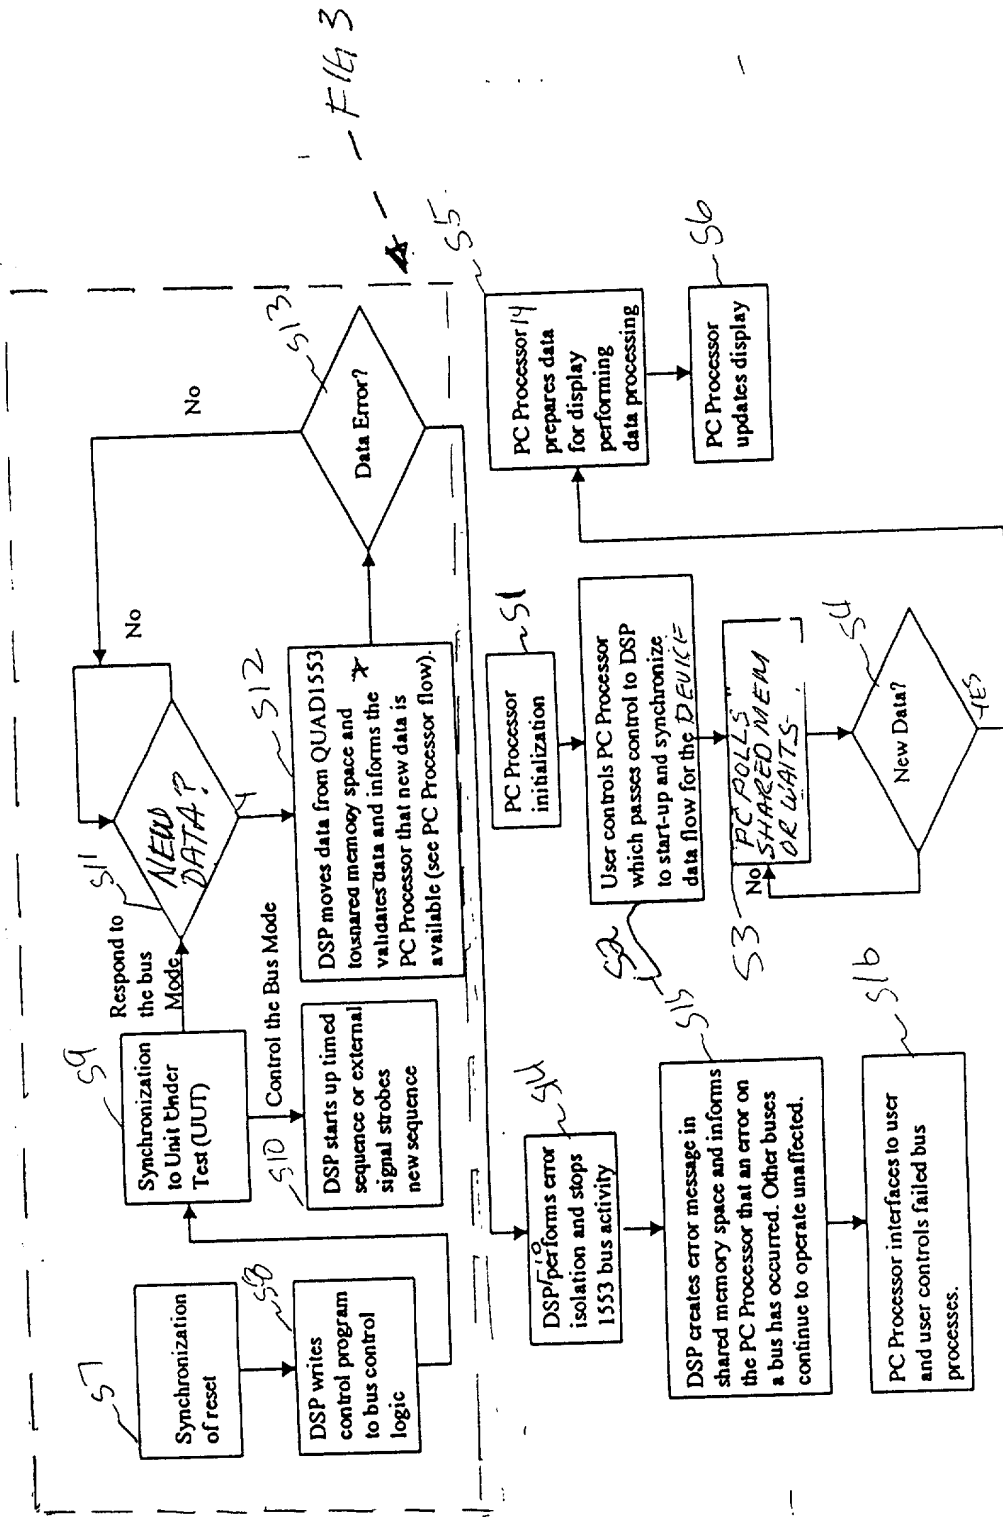 FIG 3
S7
Synchronization
of reset
S8
DSP writes
control program
to bus control
logic
S9
Synchronization
to Unit Under
Test (UUT)
Respond to
the bus
Mode
Control the Bus Mode
S10
DSP starts up timed
sequence or external
signal strobes
new sequence
S11
NEW
DATA?
No
Y
S12
DSP moves data from QUAD1553
to shared memory space and
validates data and informs the
PC Processor that new data is
available (see PC Processor flow).
S13
Data Error?
No
S14
DSP 10 performs error
isolation and stops
1553 bus activity
S15
DSP creates error message in
shared memory space and informs
the PC Processor that an error on
a bus has occurred. Other buses
continue to operate unaffected.
S16
PC Processor interfaces to user
and user controls failed bus
processes.
S1
PC Processor
initialization
S2
User controls PC Processor
which passes control to DSP
to start-up and synchronize
data flow for the DEVICE
S3
PC POLLS
SHARED MEM
OR WAITS
No
S4
New Data?
YES
S5
PC Processor 14
prepares data
for display
performing
data processing
S6
PC Processor
updates display